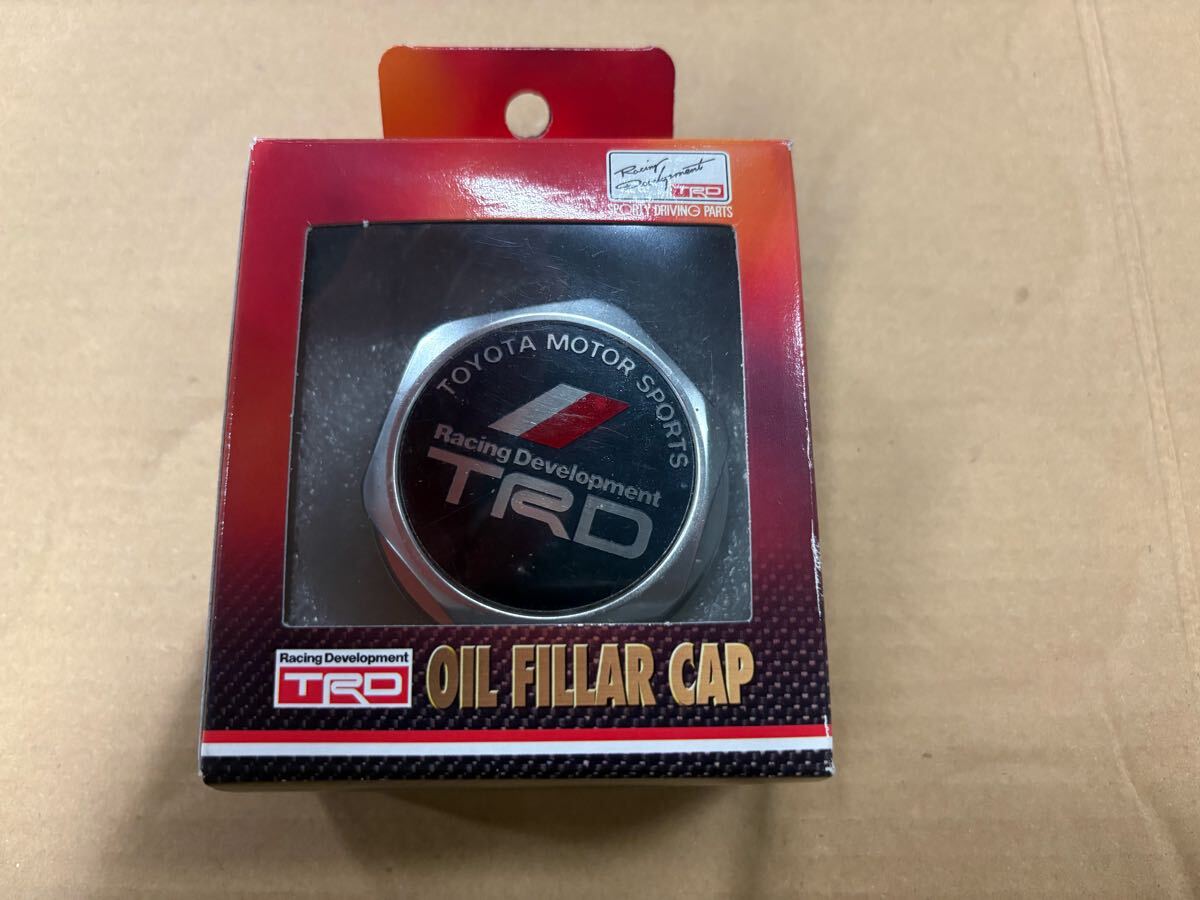 Racing
Development
TRD
SPORTY DRIVING PARTS
TOYOTA MOTOR SPORTS
Racing Development
TRD
Racing Development
TRD
OIL FILLAR CAP